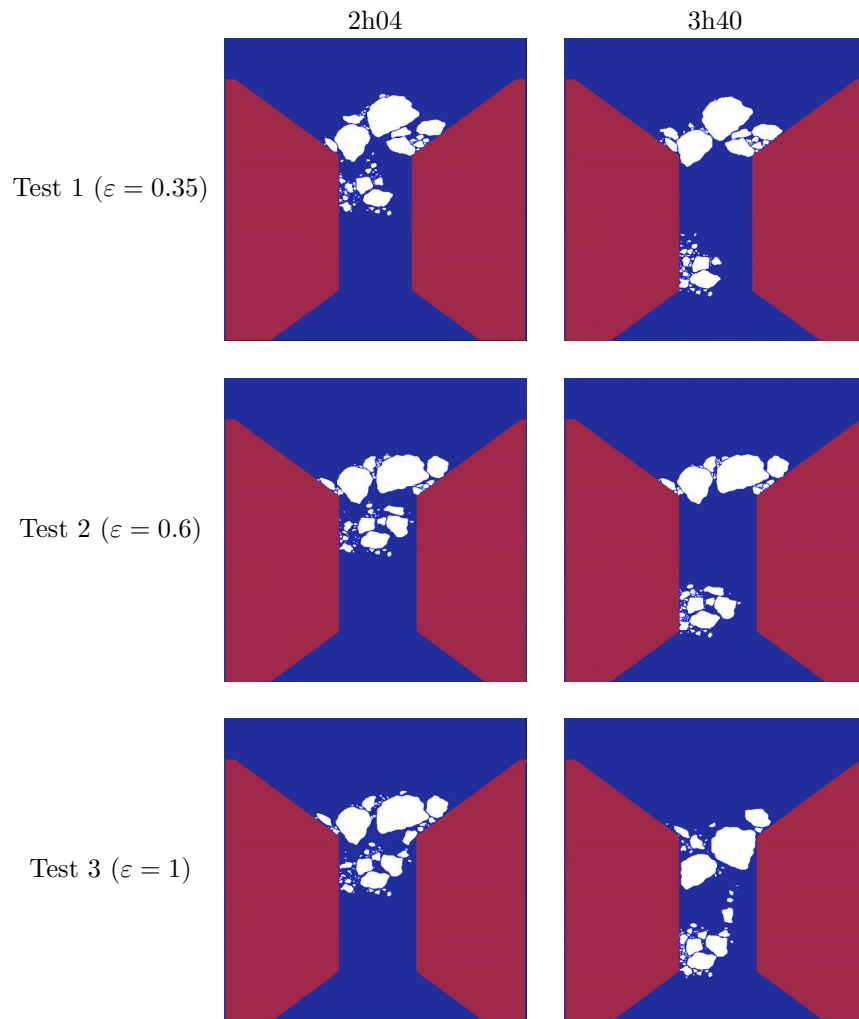 2h04 3h40
Test 1 (ε = 0.35)
Test 2 (ε = 0.6)
Test 3 (ε = 1)